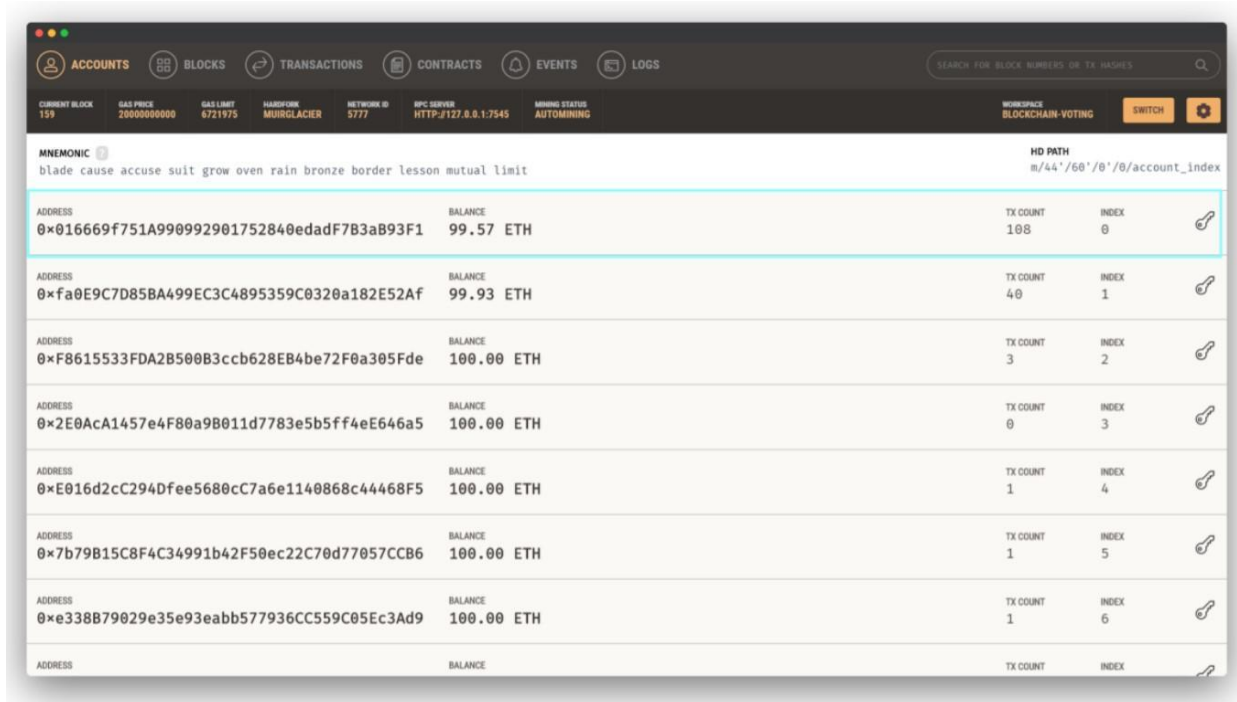 ACCOUNTS BLOCKS TRANSACTIONS CONTRACTS EVENTS LOGS SEARCH FOR BLOCK NUMBERS OR TX HASHES
CURRENT BLOCK GAS PRICE GAS LIMIT HARDFORK NETWORK ID RPC SERVER MINING STATUS WORKSPACE
159 20000000000 6721975 MUIRGLACIER 5777 HTTP://127.0.0.1:7545 AUTOMINING BLOCKCHAIN-VOTING SWITCH
MNEMONIC ? HD PATH
blade cause accuse suit grow oven rain bronze border lesson mutual limit m/44'/60'/0'/0/account_index
ADDRESS BALANCE TX COUNT INDEX
0×016669f751A990992901752840edadF7B3aB93F1 99.57 ETH 108 0
ADDRESS BALANCE TX COUNT INDEX
0×fa0E9C7D85BA499EC3C4895359C0320a182E52Af 99.93 ETH 40 1
ADDRESS BALANCE TX COUNT INDEX
0×F8615533FDA2B500B3ccb628EB4be72F0a305Fde 100.00 ETH 3 2
ADDRESS BALANCE TX COUNT INDEX
0×2E0AcA1457e4F80a9B011d7783e5b5ff4eE646a5 100.00 ETH 0 3
ADDRESS BALANCE TX COUNT INDEX
0×E016d2cC294Dfee5680cC7a6e1140868c44468F5 100.00 ETH 1 4
ADDRESS BALANCE TX COUNT INDEX
0×7b79B15C8F4C34991b42F50ec22C70d77057CCB6 100.00 ETH 1 5
ADDRESS BALANCE TX COUNT INDEX
0×e338B79029e35e93eabb577936CC559C05Ec3Ad9 100.00 ETH 1 6
ADDRESS BALANCE TX COUNT INDEX